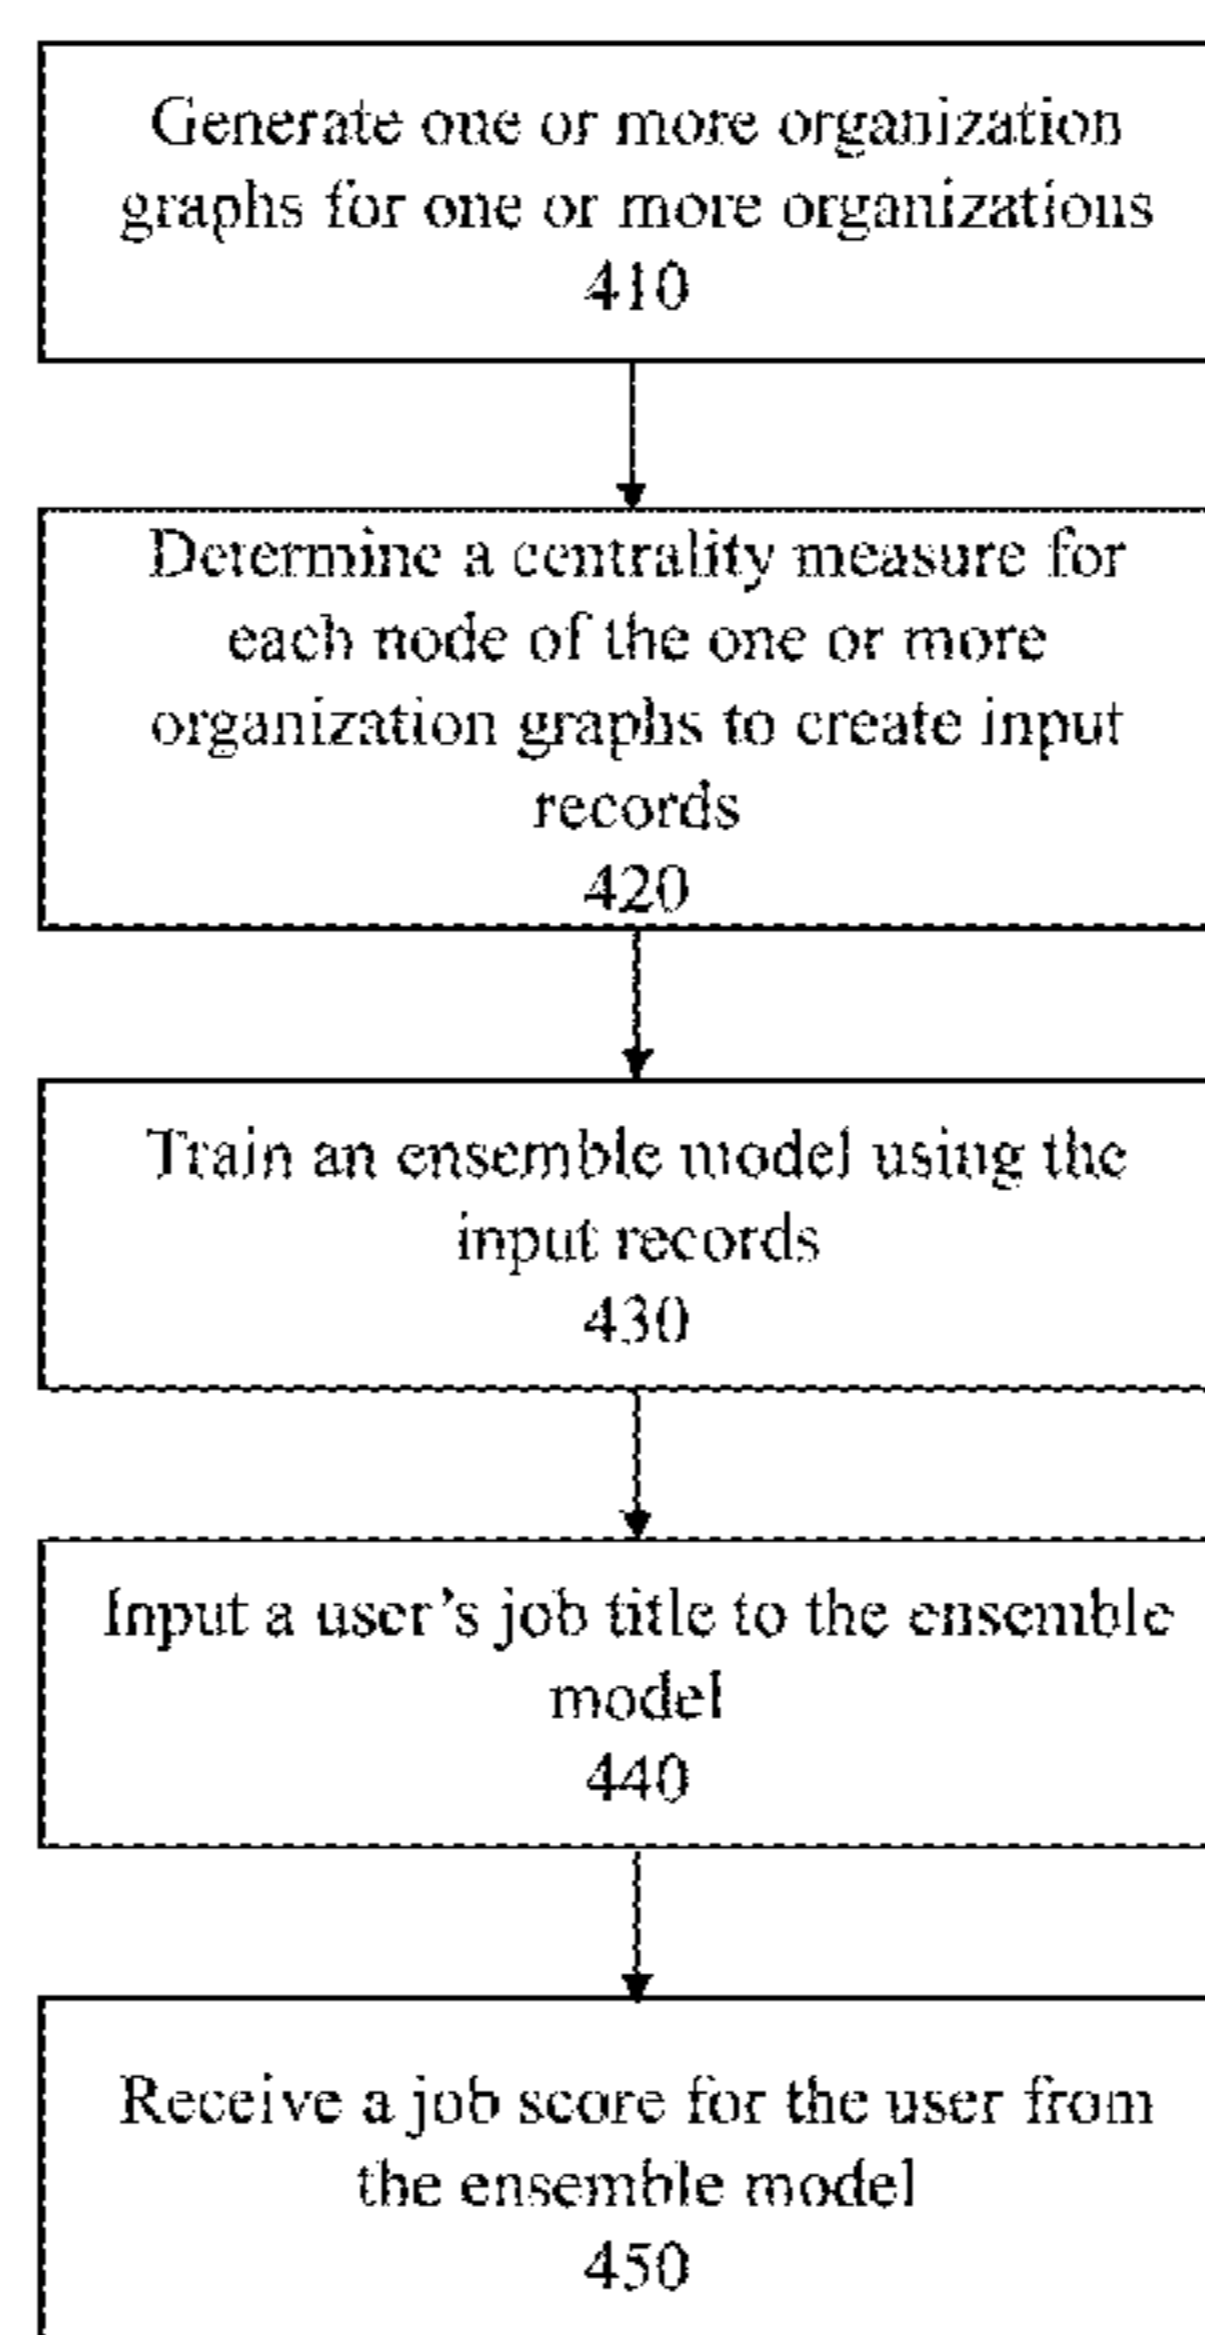 Generate one or more organization
graphs for one or more organizations
410
Determine a centrality measure for
each node of the one or more
organization graphs to create input
records
420
Train an ensemble model using the
input records
430
Input a user's job title to the ensemble
model
440
Receive a job score for the user from
the ensemble model
450